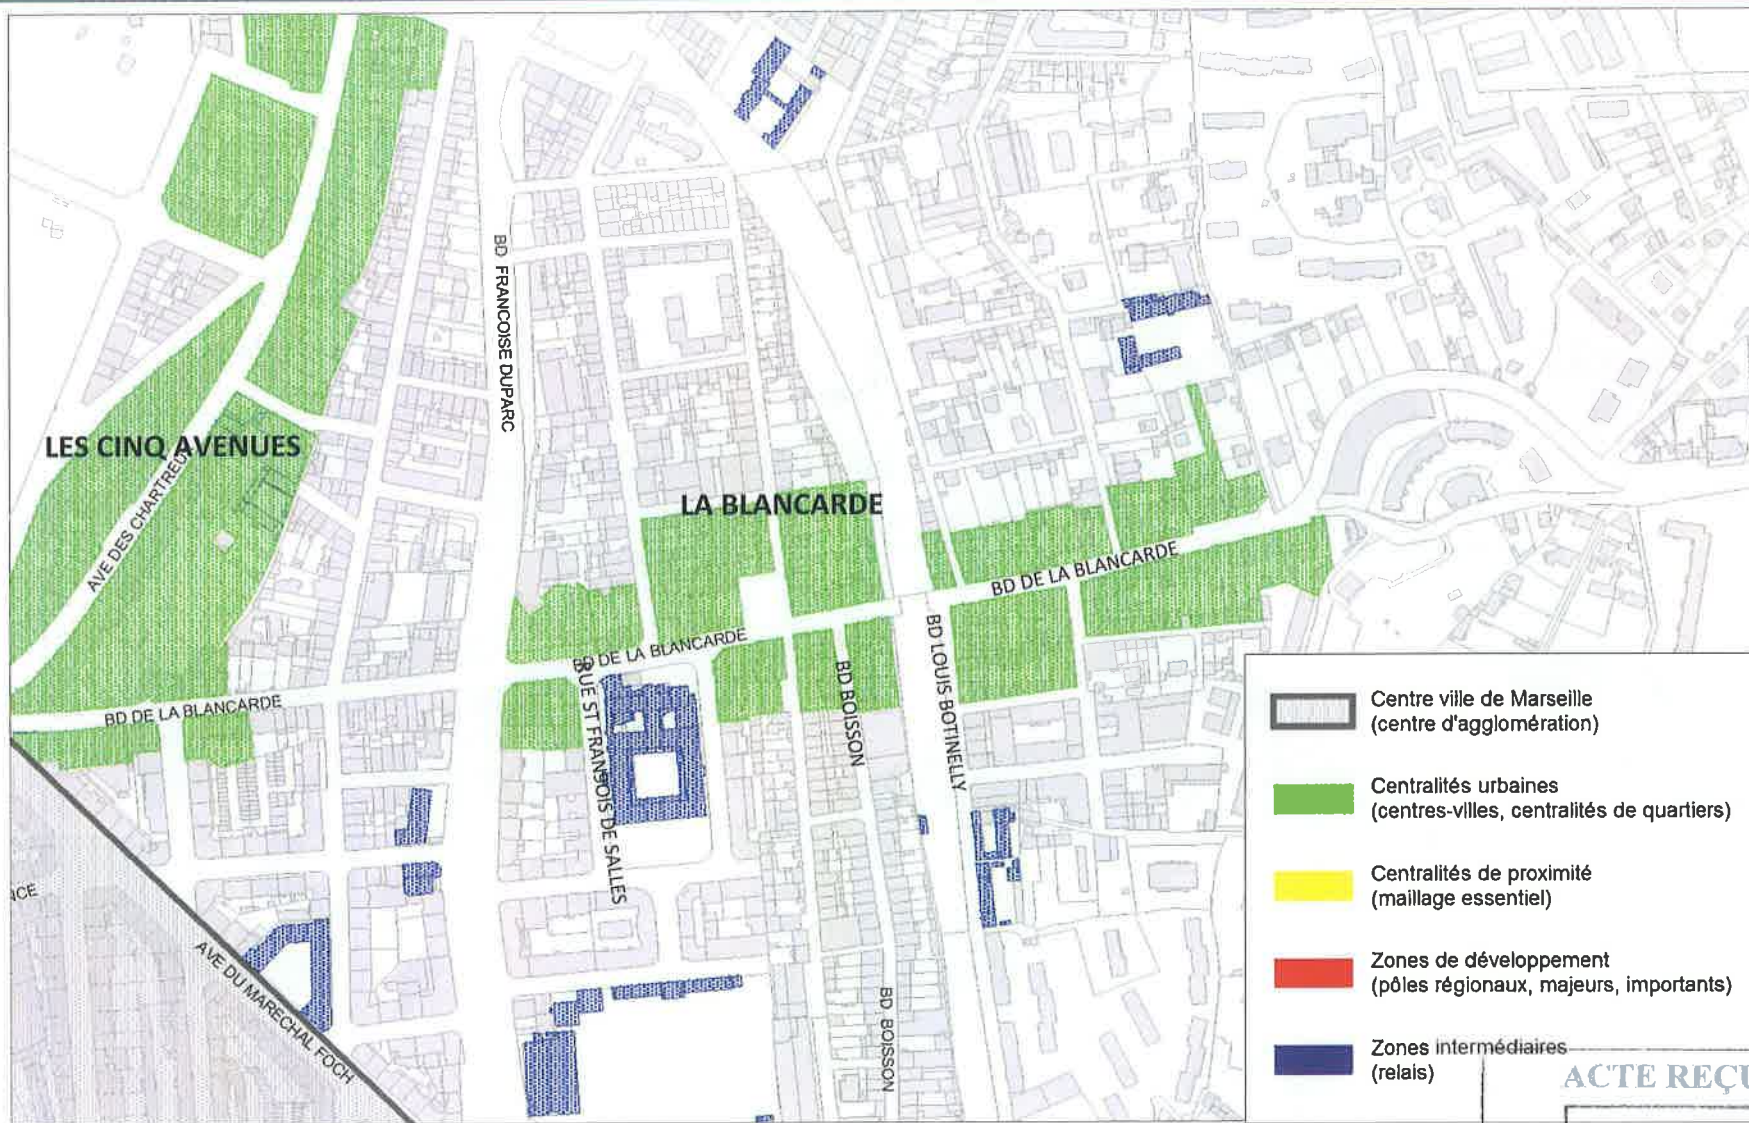 BD FRANCOISE DUPARC
LES CINQ AVENUES
AVE DES CHARTREUX
LA BLANCARDE
BD DE LA BLANCARDE
BD DE LA BLANCARDE
BD DE LA BLANCARDE
RUE ST FRANÐOIS DE SALLES
BD BOISSON
BD LOUIS BOTINELLY
AVE DU MARECHAL FOCH
BD BOISSON
Centre ville de Marseille
(centre d'agglomération)
Centralités urbaines
(centres-villes, centralités de quartiers)
Centralités de proximité
(maillage essentiel)
Zones de développement
(pôles régionaux, majeurs, importants)
Zones intermédiaires
(relais)